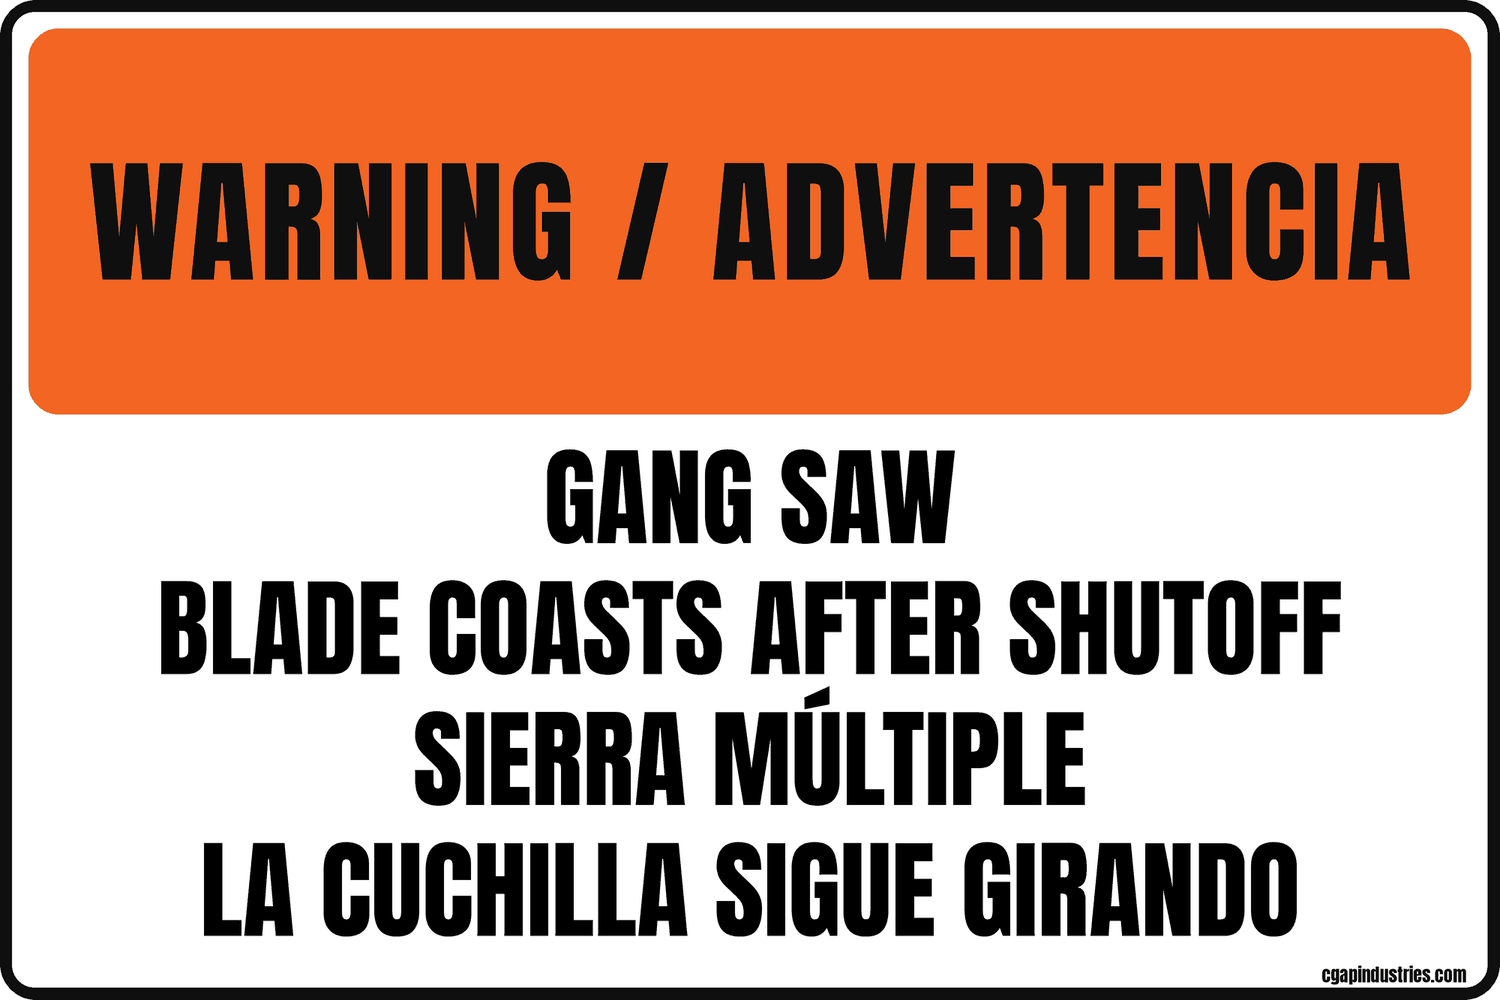 WARNING / ADVERTENCIA
GANG SAW
BLADE COASTS AFTER SHUTOFF
SIERRA MÚLTIPLE
LA CUCHILLA SIGUE GIRANDO
cgapindustries.com